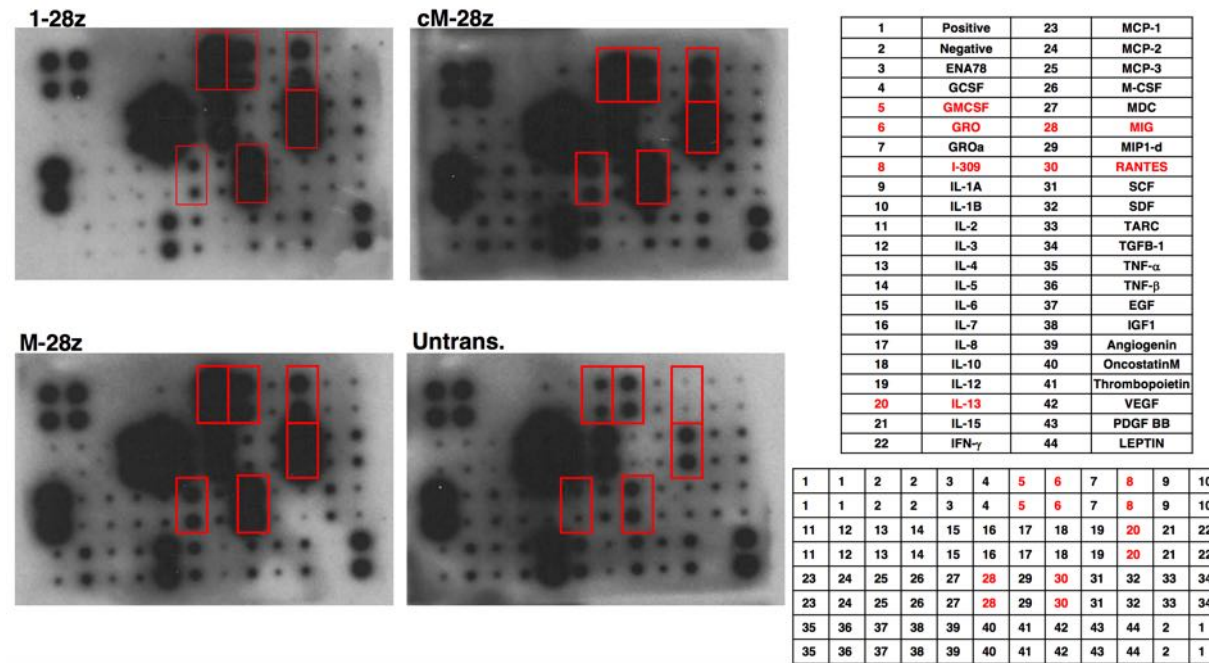 1-28z
cM-28z
M-28z
Untrans.
1 Positive 23 MCP-1
2 Negative 24 MCP-2
3 ENA78 25 MCP-3
4 GCSF 26 M-CSF
5 GMCSF 27 MDC
6 GRO 28 MIG
7 GROa 29 MIP1-d
8 I-309 30 RANTES
9 IL-1A 31 SCF
10 IL-1B 32 SDF
11 IL-2 33 TARC
12 IL-3 34 TGFB-1
13 IL-4 35 TNF-α
14 IL-5 36 TNF-β
15 IL-6 37 EGF
16 IL-7 38 IGF1
17 IL-8 39 Angiogenin
18 IL-10 40 OncostatinM
19 IL-12 41 Thrombopoietin
20 IL-13 42 VEGF
21 IL-15 43 PDGF BB
22 IFN-γ 44 LEPTIN
1 1 2 2 3 4 5 6 7 8 9 10
1 1 2 2 3 4 5 6 7 8 9 10
11 12 13 14 15 16 17 18 19 20 21 22
11 12 13 14 15 16 17 18 19 20 21 22
23 24 25 26 27 28 29 30 31 32 33 34
23 24 25 26 27 28 29 30 31 32 33 34
35 36 37 38 39 40 41 42 43 44 2 1
35 36 37 38 39 40 41 42 43 44 2 1